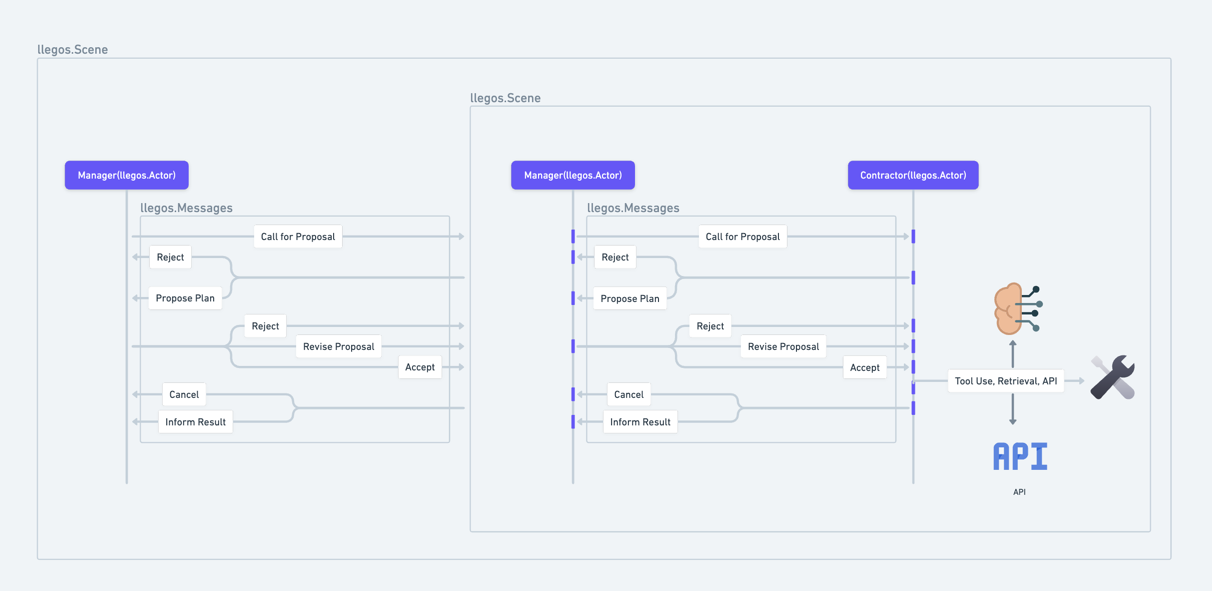 llegos.Scene
llegos.Scene
Manager(llegos.Actor)
Manager(llegos.Actor)
Contractor(llegos.Actor)
llegos.Messages
Call for Proposal
Reject
Propose Plan
Reject
Revise Proposal
Accept
Cancel
Inform Result
llegos.Messages
Call for Proposal
Reject
Propose Plan
Reject
Revise Proposal
Accept
Cancel
Inform Result
Tool Use, Retrieval, API
API
API